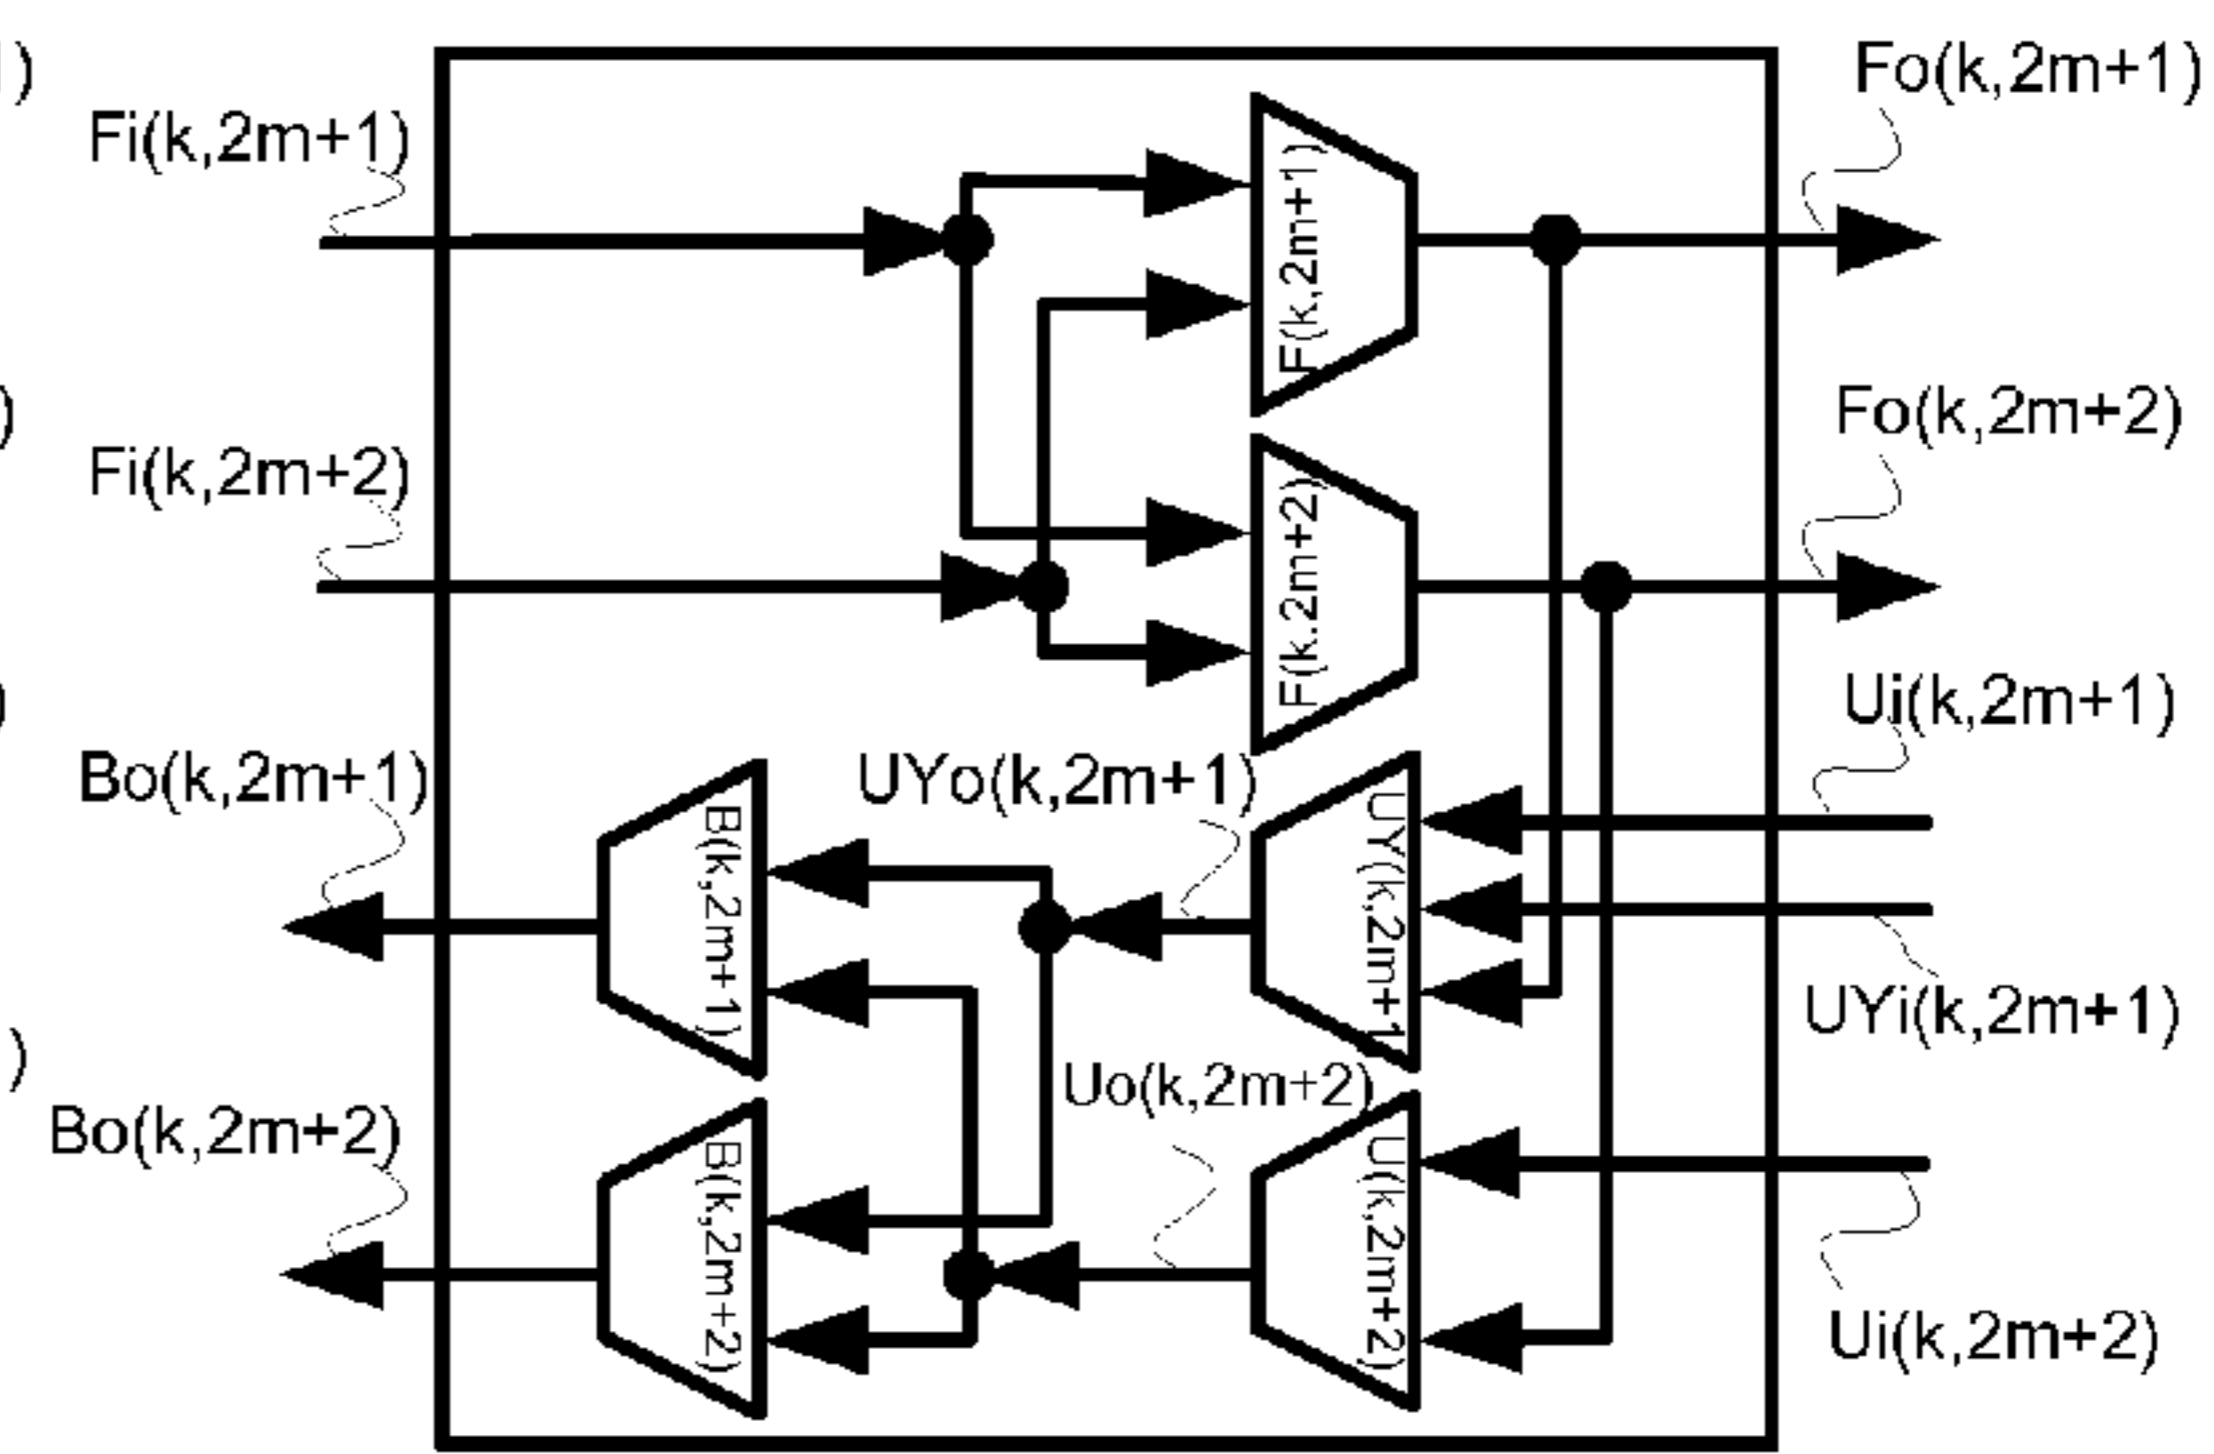 1)
Fo(k,2m+1)
Fi(k,2m+1)
F(k,2m+1)
)
Fo(k,2m+2)
Fi(k,2m+2)
F(k.2m+2)
)
Ui(k,2m+1)
Bo(k,2m+1)
UYo(k,2m+1)
B(k,2m+1)
UY(k,2m+1
UYi(k,2m+1)
)
Uo(k,2m+2)
Bo(k,2m+2)
B(k,2m+2)
U(k,2m+2)
Ui(k,2m+2)